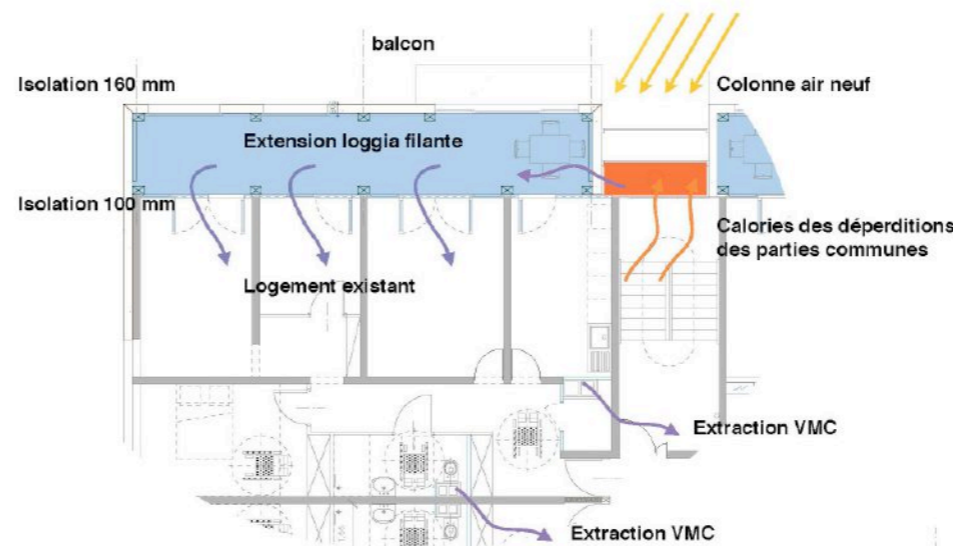 balcon
Isolation 160 mm
Colonne air neuf
Extension loggia filante
Isolation 100 mm
Calories des déperditions
des parties communes
Logement existant
Extraction VMC
Extraction VMC